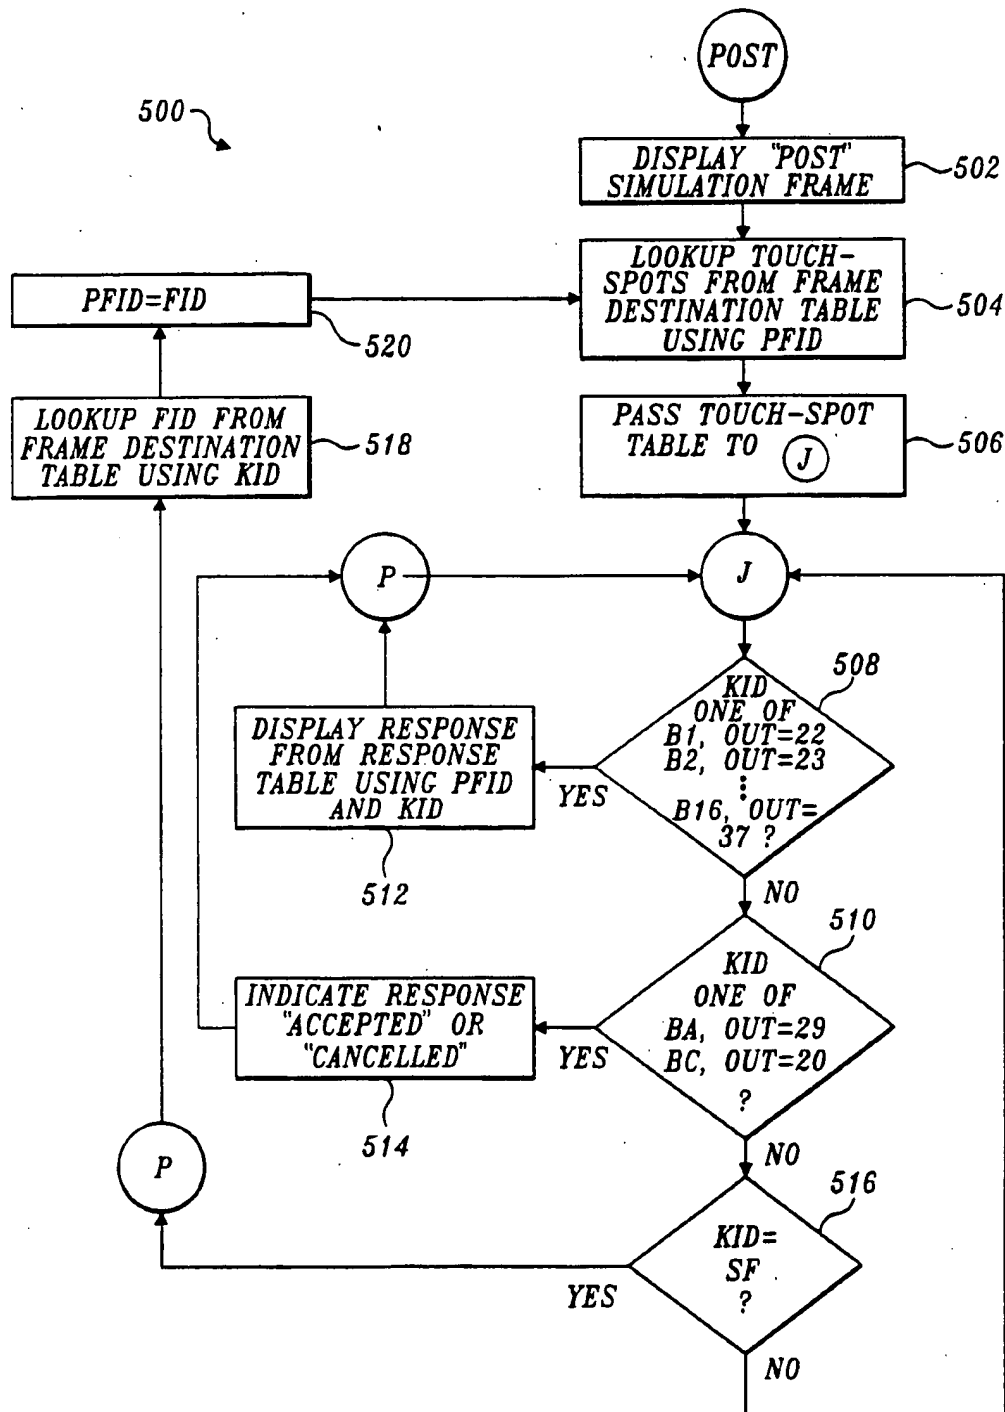 POST
500
DISPLAY "POST"
SIMULATION FRAME
502
LOOKUP TOUCH-
SPOTS FROM FRAME
DESTINATION TABLE
USING PFID
504
PFID=FID
520
LOOKUP FID FROM
FRAME DESTINATION
TABLE USING KID
518
PASS TOUCH-SPOT
TABLE TO J
506
P
J
508
KID
ONE OF
B1, OUT=22
B2, OUT=23
⋮
B16, OUT=
37 ?
YES
DISPLAY RESPONSE
FROM RESPONSE
TABLE USING PFID
AND KID
512
NO
510
KID
ONE OF
BA, OUT=29
BC, OUT=20
?
YES
INDICATE RESPONSE
"ACCEPTED" OR
"CANCELLED"
514
NO
P
516
KID=
SF
?
YES
NO